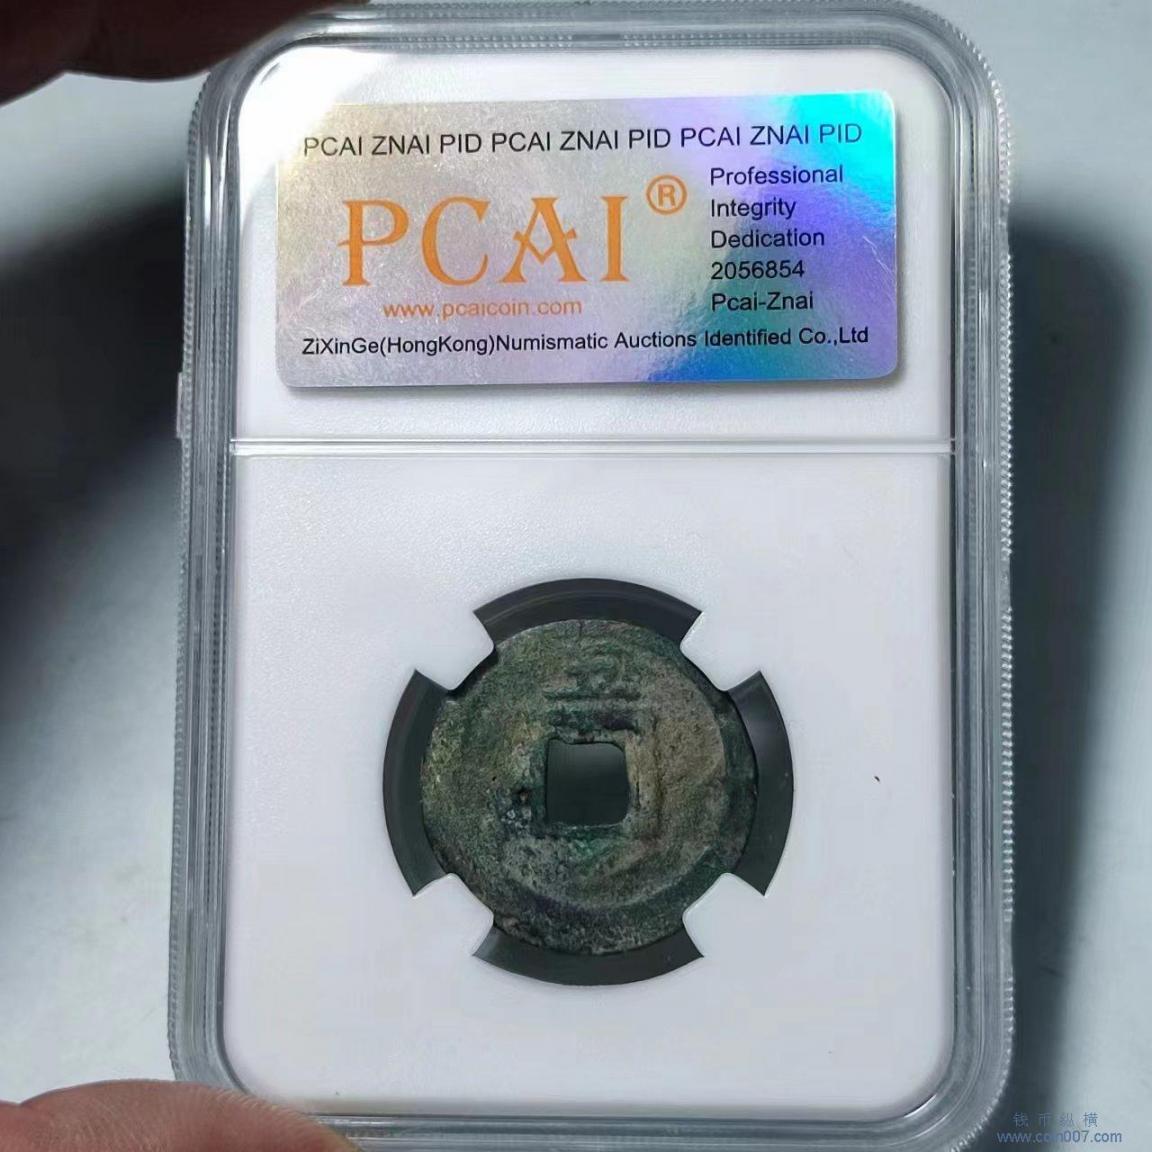 PCAI ZNAI PID PCAI ZNAI PID PCAI ZNAI PID
PCAI®
www.pcaicoin.com
Professional
Integrity
Dedication
2056854
Pcai-Znai
ZiXinGe(HongKong)Numismatic Auctions Identified Co.,Ltd
钱币纵横
www.coin007.com